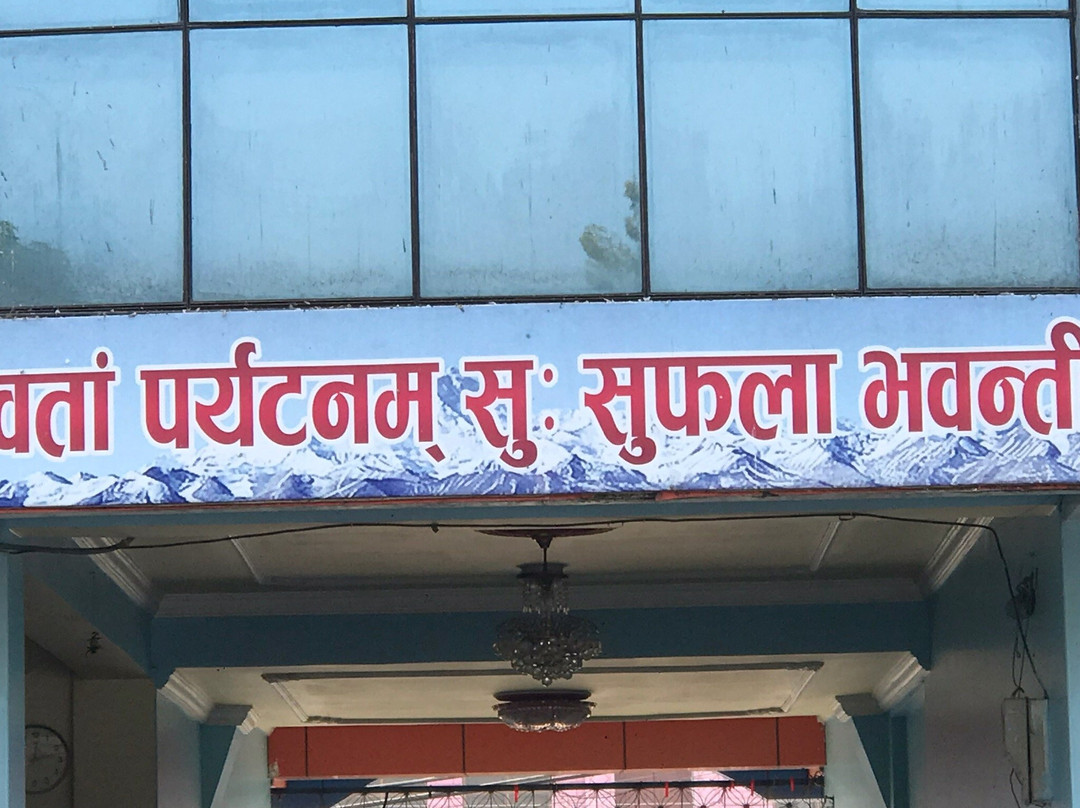 वतां पर्यटनम् सुः सुफला भवन्ती